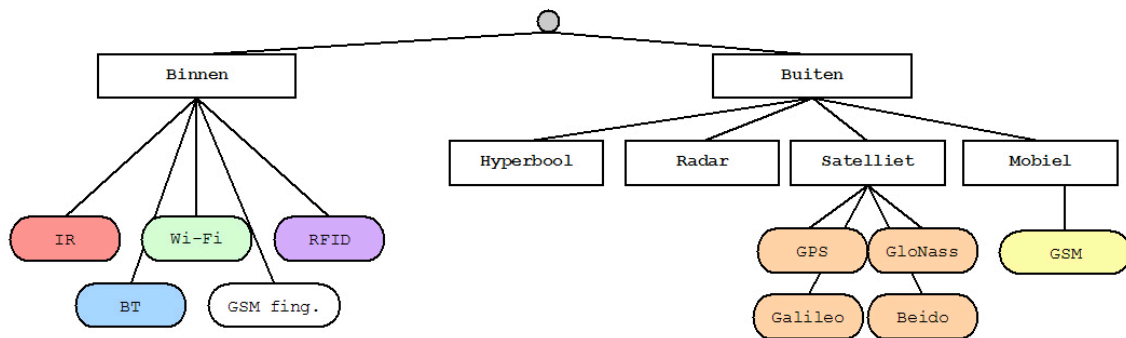 Binnen
Buiten
Hyperbool
Radar
Satelliet
Mobiel
IR
Wi-Fi
RFID
GPS
GloNass
GSM
BT
GSM fing.
Galileo
Beido